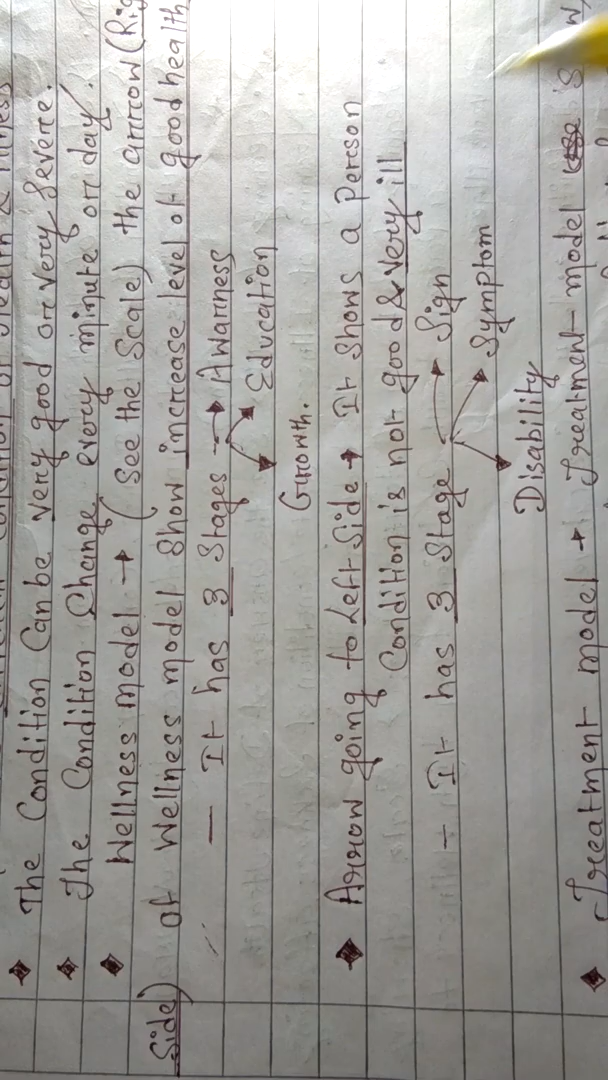 The Condition Can be very good or very Severe.
The Condition Change every minute or day.
Wellness model → (See the Scale) the arrow (Rig
Side) of Wellness model Show increase level of good health
— It has 3 Stages → Awarness
Education
Growth.
Arrow going to Left Side → It Shows a Person
Condition is not good & very ill
— It has 3 Stage → Sign
Symptom
Disability
Treatment model → Treatment model